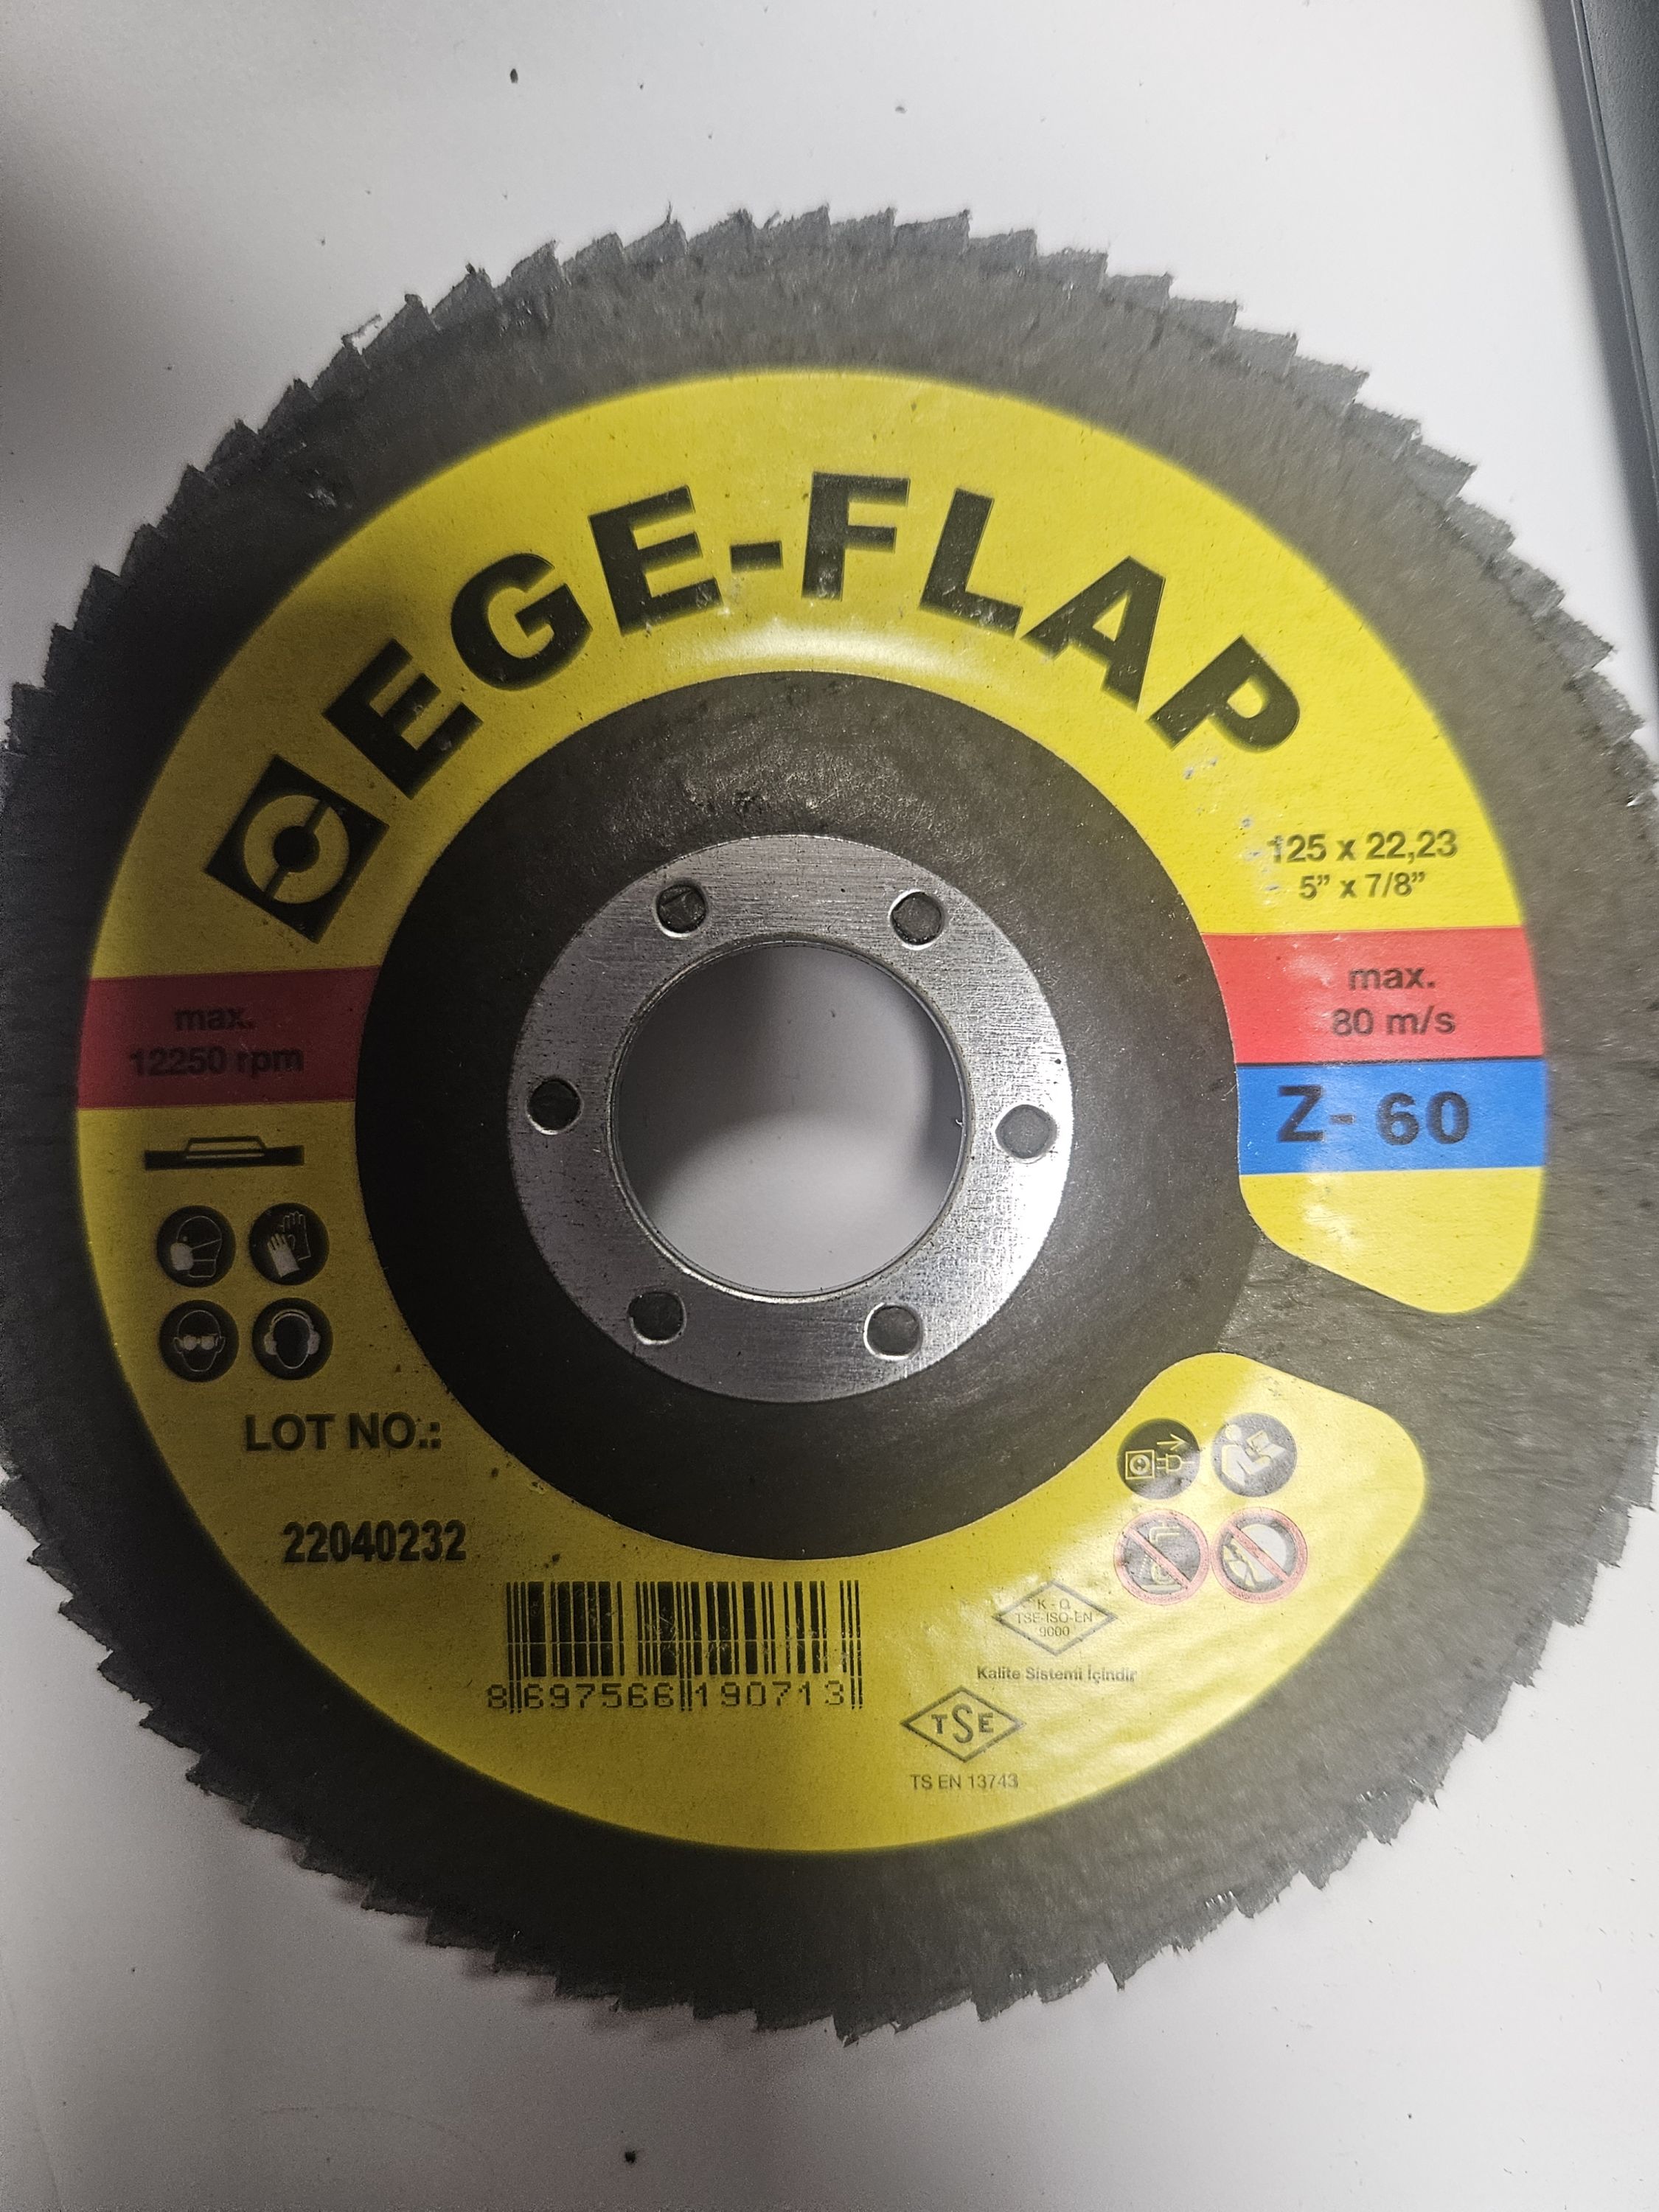 EGE-FLAP
125 x 22,23
5” x 7/8”
max.
12250 rpm
max.
80 m/s
Z- 60
LOT NO.:
22040232
8 697566 190713
K - Q
TSE-ISO-EN
9000
Kalite Sistemi İçindir
TSE
TS EN 13743